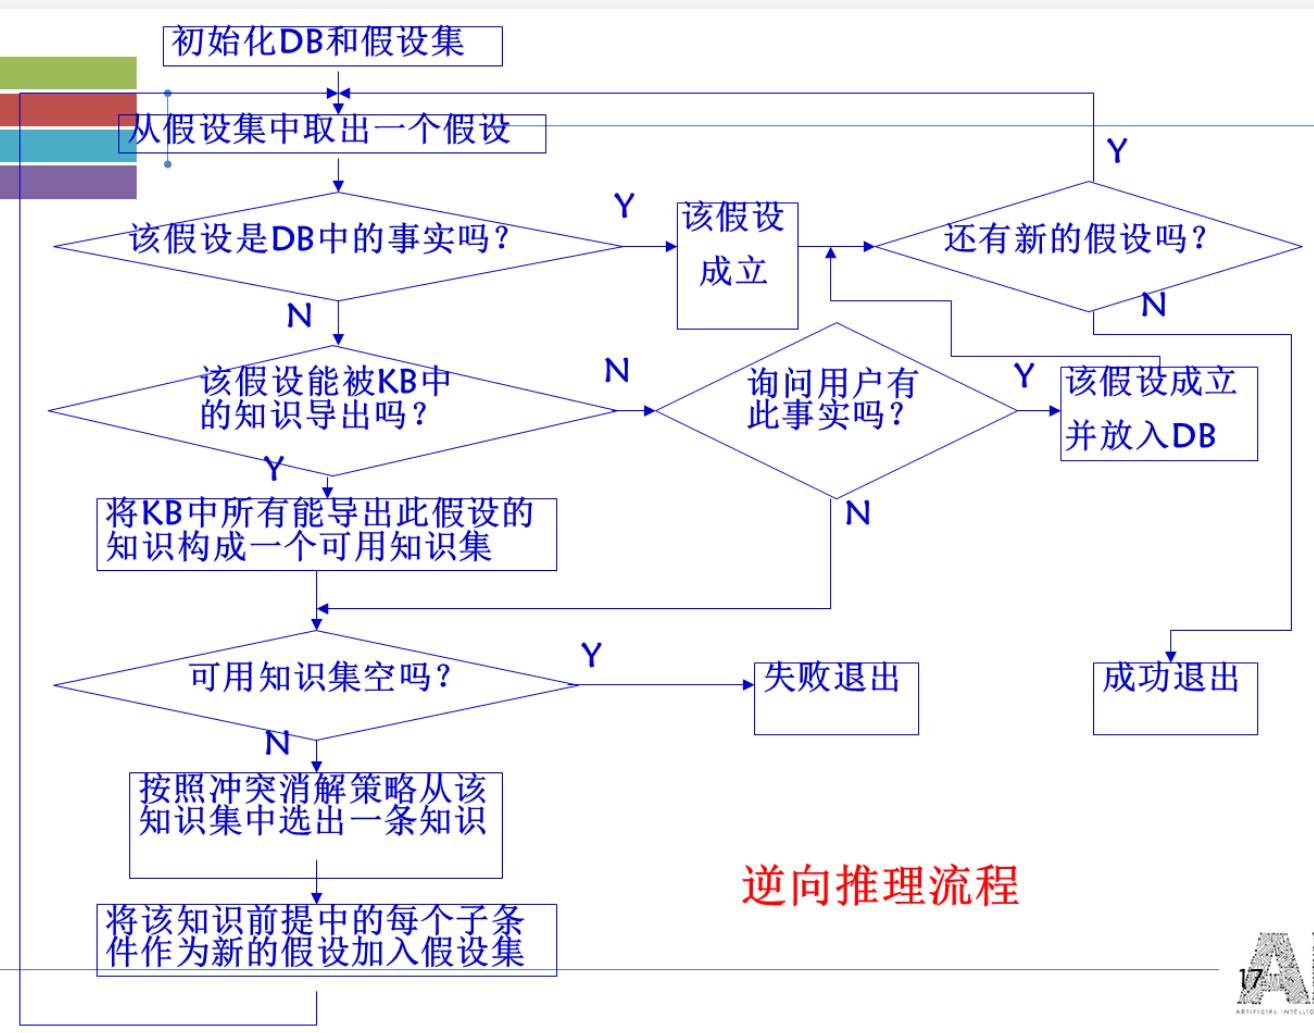 初始化DB和假设集
从假设集中取出一个假设
Y
该假设是DB中的事实吗?
Y
该假设
成立
还有新的假设吗?
N
N
该假设能被KB中
的知识导出吗?
N
询问用户有
此事实吗?
Y
该假设成立
并放入DB
Y
将KB中所有能导出此假设的
知识构成一个可用知识集
N
可用知识集空吗?
Y
失败退出
成功退出
N
按照冲突消解策略从该
知识集中选出一条知识
逆向推理流程
将该知识前提中的每个子条
件作为新的假设加入假设集
17